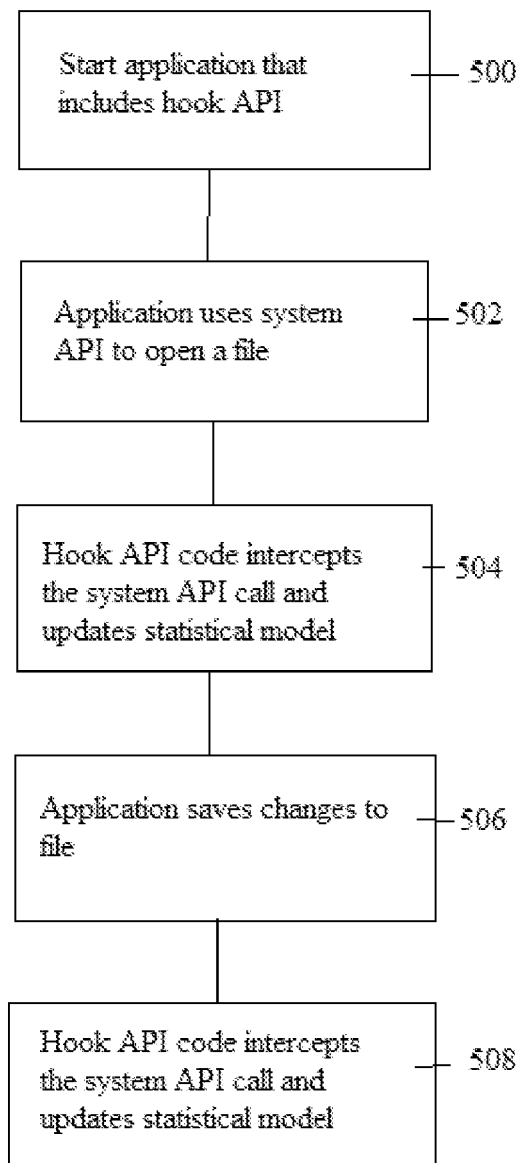 Start application that
includes hook API
500
Application uses system
API to open a file
502
Hook API code intercepts
the system API call and
updates statistical model
504
Application saves changes to
file
506
Hook API code intercepts
the system API call and
updates statistical model
508